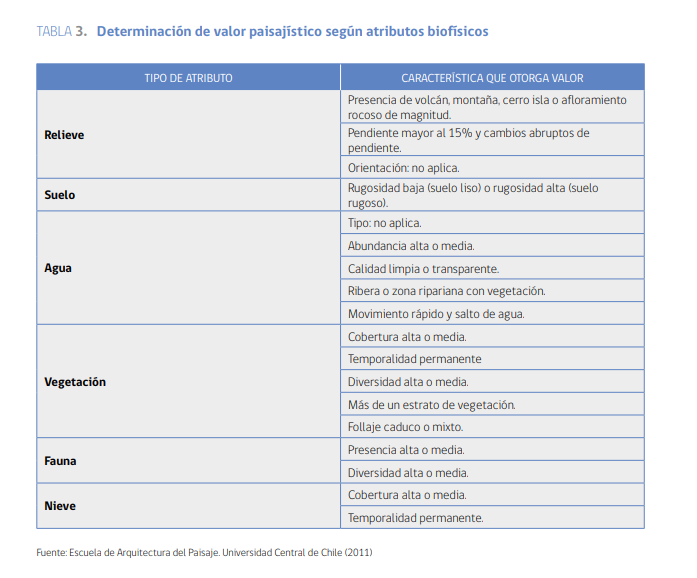 TABLA 3. Determinación de valor paisajístico según atributos biofísicos
TIPO DE ATRIBUTO
CARACTERÍSTICA QUE OTORGA VALOR
Relieve
Presencia de volcán, montaña, cerro isla o afloramiento
rocoso de magnitud.
Pendiente mayor al 15% y cambios abruptos de
pendiente.
Orientación: no aplica.
Suelo
Rugosidad baja (suelo liso) o rugosidad alta (suelo
rugoso).
Agua
Tipo: no aplica.
Abundancia alta o media.
Calidad limpia o transparente.
Ribera o zona ripariana con vegetación.
Movimiento rápido y salto de agua.
Vegetación
Cobertura alta o media.
Temporalidad permanente
Diversidad alta o media.
Más de un estrato de vegetación.
Follaje caduco o mixto.
Fauna
Presencia alta o media.
Diversidad alta o media.
Nieve
Cobertura alta o media.
Temporalidad permanente.
Fuente: Escuela de Arquitectura del Paisaje. Universidad Central de Chile (2011)